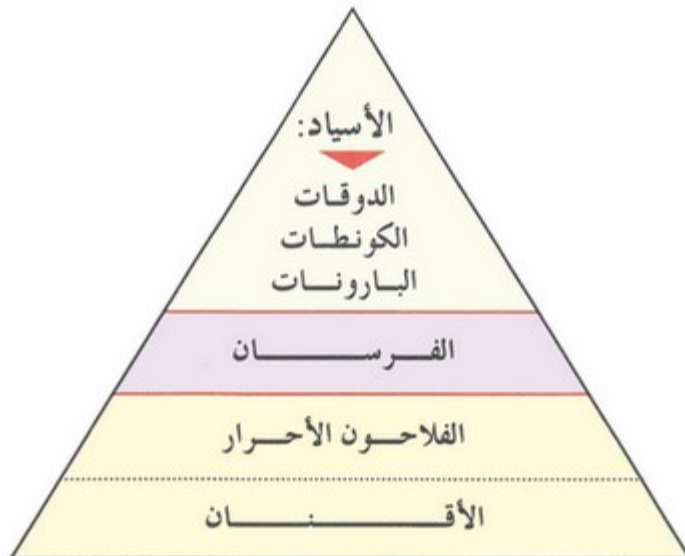 الأسياد:
الدوقات
الكونطات
البارونات
الفرسان
الفلاحون الأحرار
الأقنان